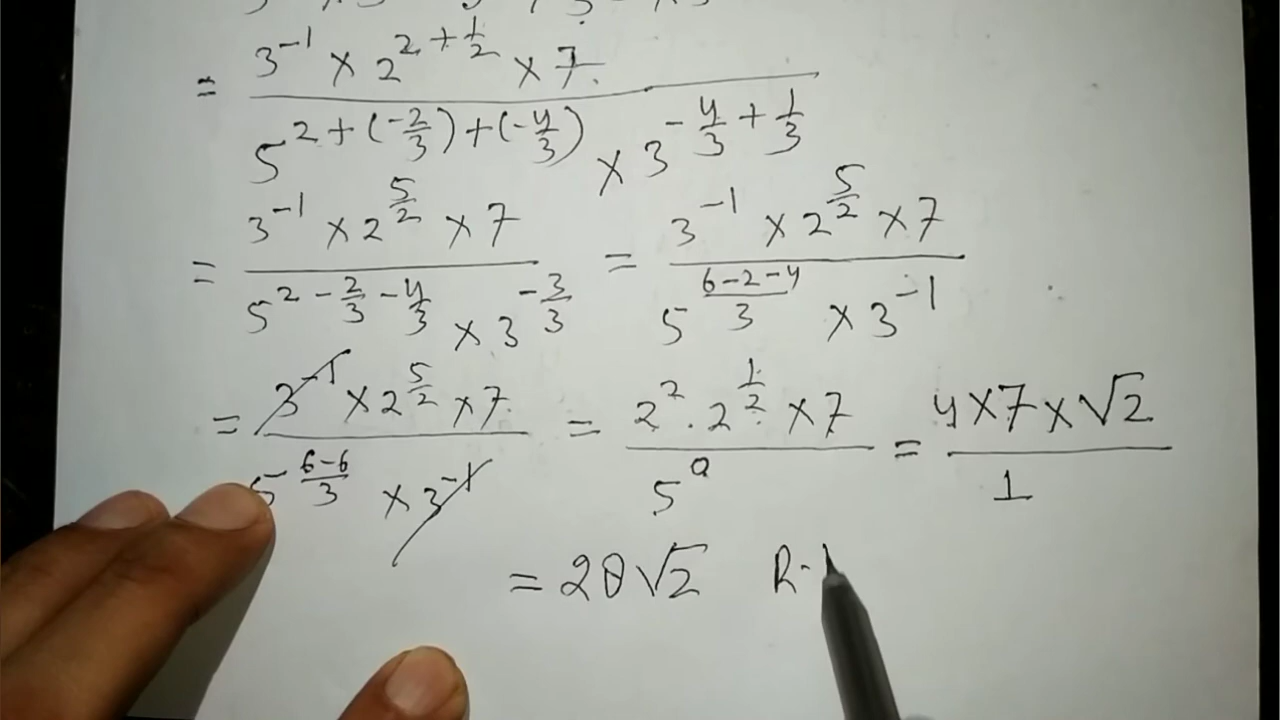 = (3^{-1} × 2^{2+1/2} × 7) / (5^{2+(-2/3)+(-4/3)} × 3^{-4/3+1/3})
= (3^{-1} × 2^{5/2} × 7) / (5^{2-2/3-4/3} × 3^{-3/3}) = (3^{-1} × 2^{5/2} × 7) / (5^{(6-2-4)/3} × 3^{-1})
= (3^{-1} × 2^{5/2} × 7) / (5^{(6-6)/3} × 3^{-1}) = (2^2 · 2^{1/2} × 7) / 5^0 = (4×7×√2) / 1
= 28√2 R.